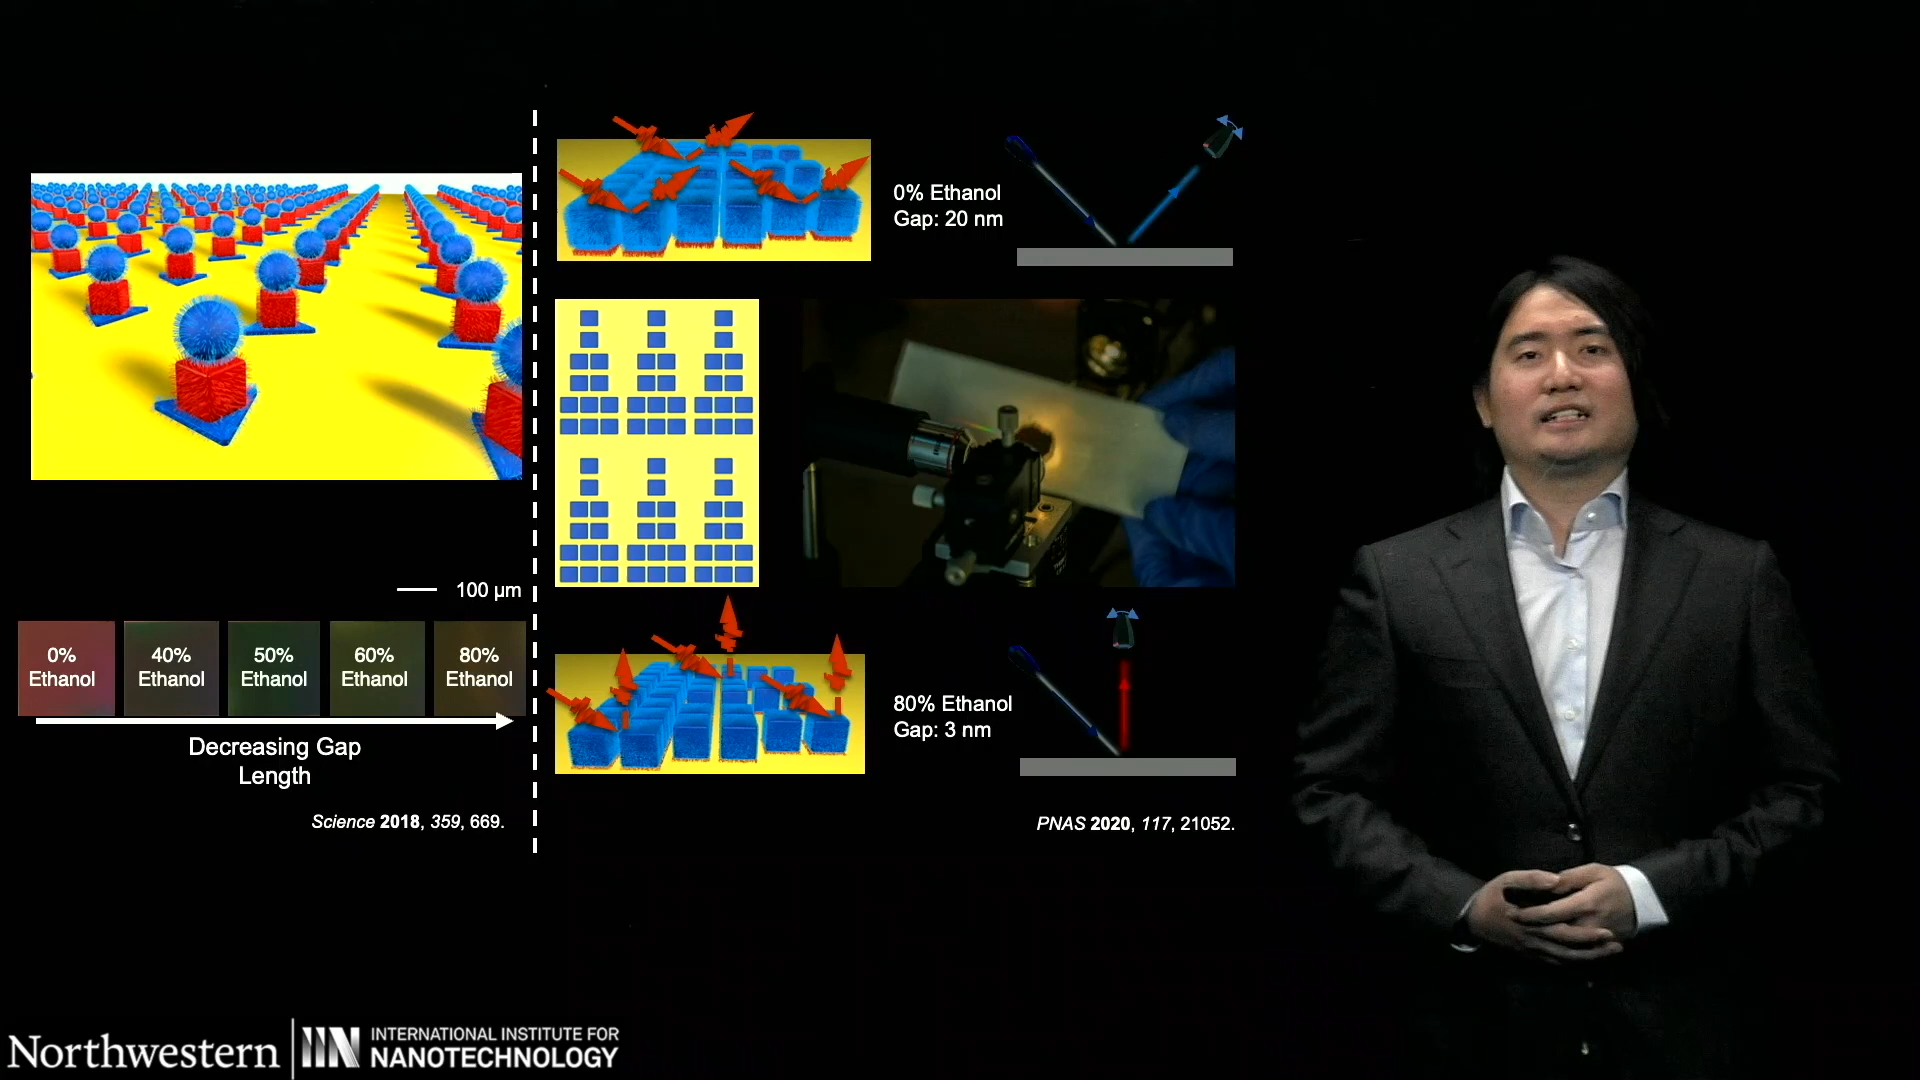 0% Ethanol
Gap: 20 nm
100 µm
0%
Ethanol
40%
Ethanol
50%
Ethanol
60%
Ethanol
80%
Ethanol
Decreasing Gap
Length
Science 2018, 359, 669.
80% Ethanol
Gap: 3 nm
PNAS 2020, 117, 21052.
Northwestern
INTERNATIONAL INSTITUTE FOR
NANOTECHNOLOGY